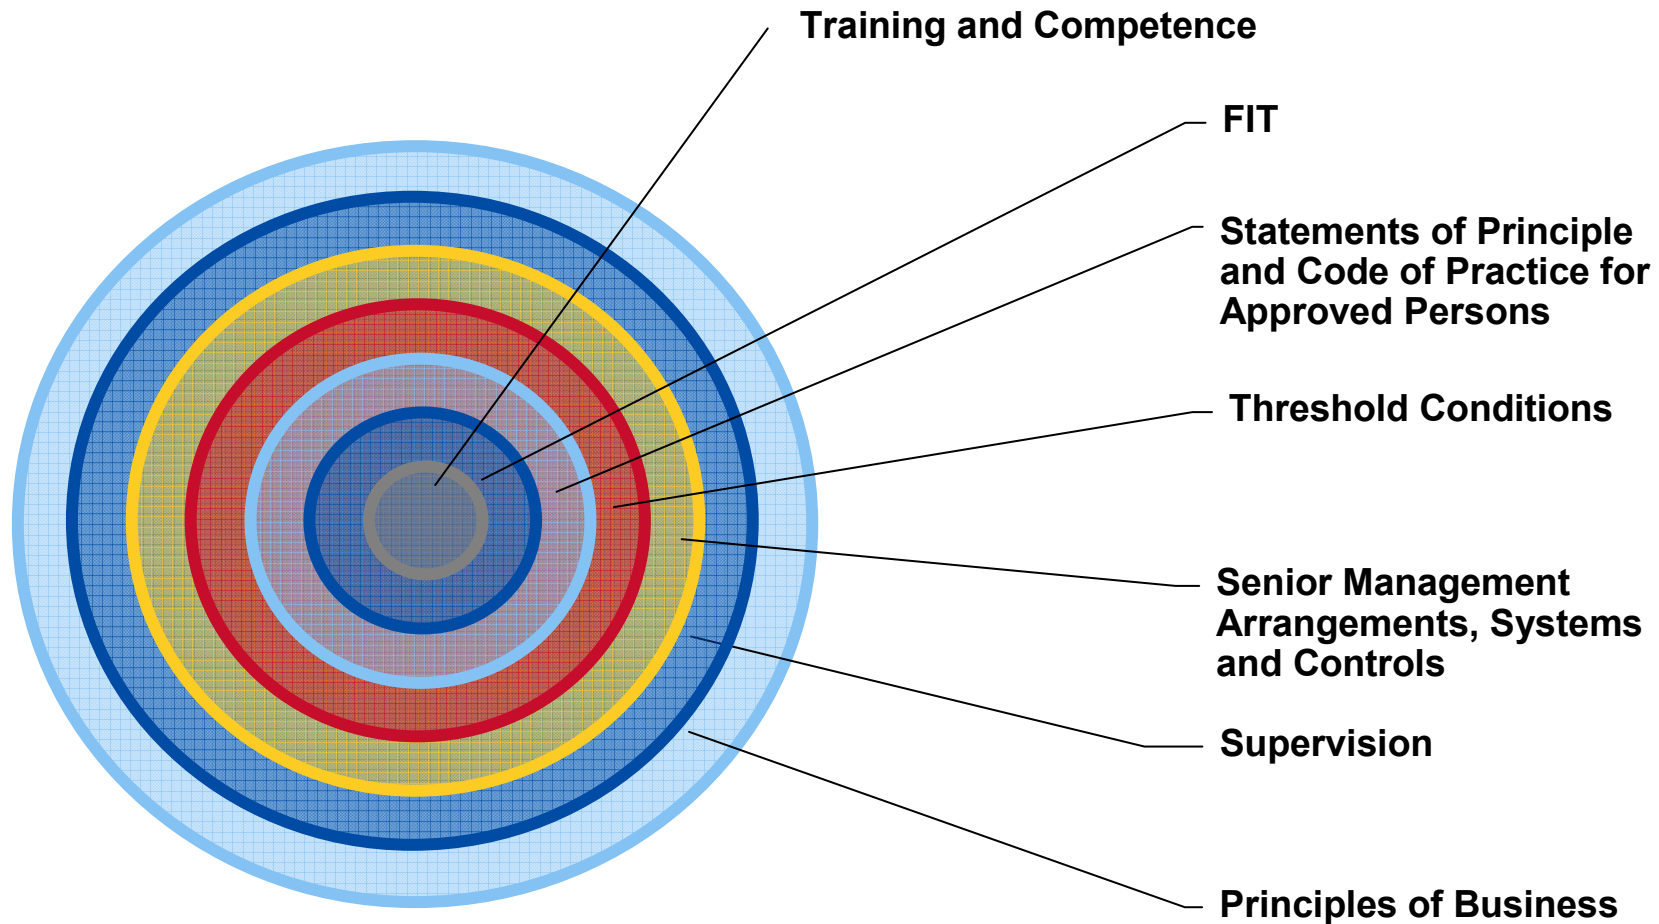 Training and Competence
FIT
Statements of Principle
and Code of Practice for
Approved Persons
Threshold Conditions
Senior Management
Arrangements, Systems
and Controls
Supervision
Principles of Business